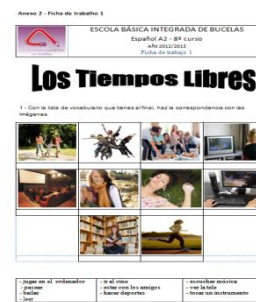 Anexo 2 - Ficha de trabalho 1
ESCOLA BÁSICA INTEGRADA DE BUCELAS
Español A2 - 8º curso
Año 2012/2013
Ficha de trabajo 1
Los Tiempos Libres
1 - Con la lista de vocabulario que tienes al final, haz la correspondencia con las
imágenes.
- jugar en el ordenador
- pasear
- bailar
- leer
- ir al cine
- estar con los amigos
- hacer deportes
- escuchar música
- ver la tele
- tocar un instrumento